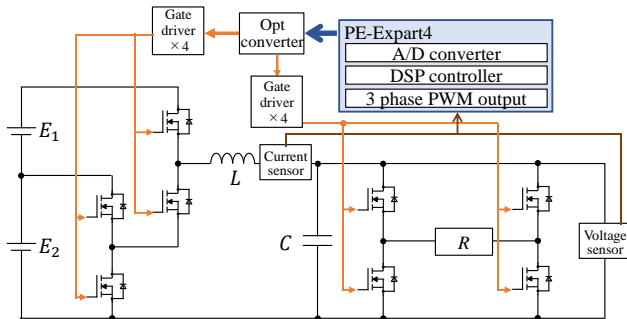 Gate
driver
×4
Opt
converter
PE-Expart4
A/D converter
DSP controller
3 phase PWM output
Gate
driver
×4
E1
L
Current
sensor
E2
C
R
Voltage
sensor